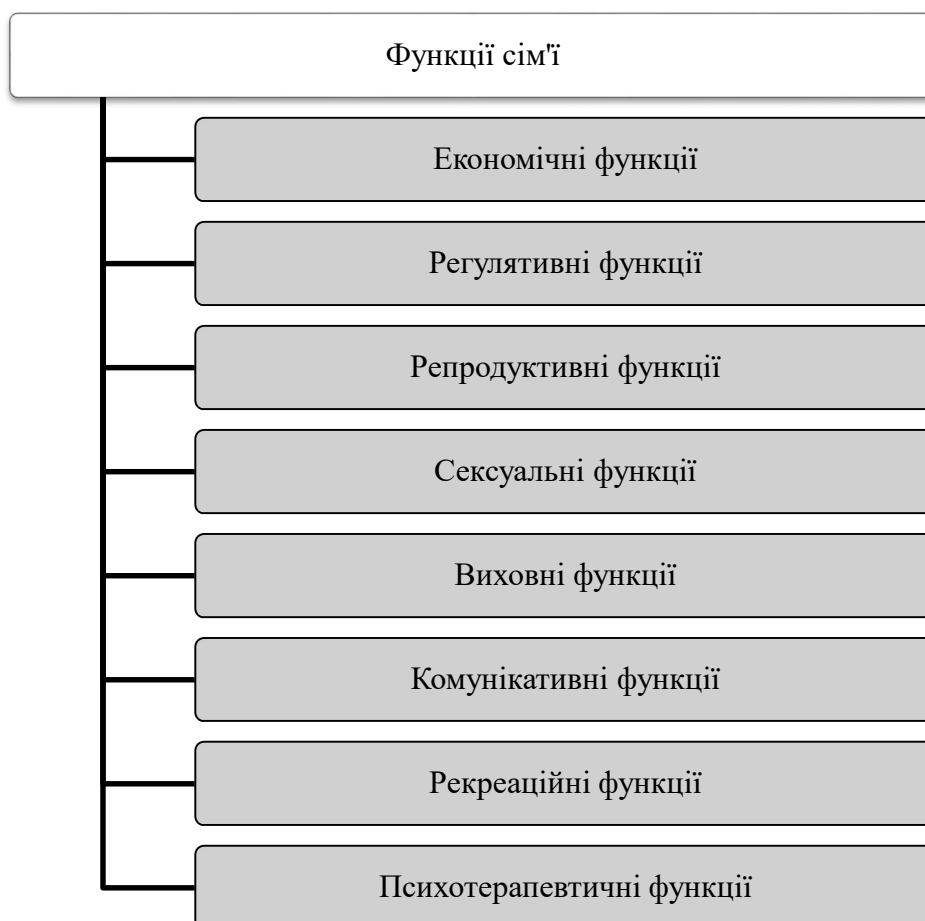 Функції сім'ї
Економічні функції
Регулятивні функції
Репродуктивні функції
Сексуальні функції
Виховні функції
Комунікативні функції
Рекреаційні функції
Психотерапевтичні функції